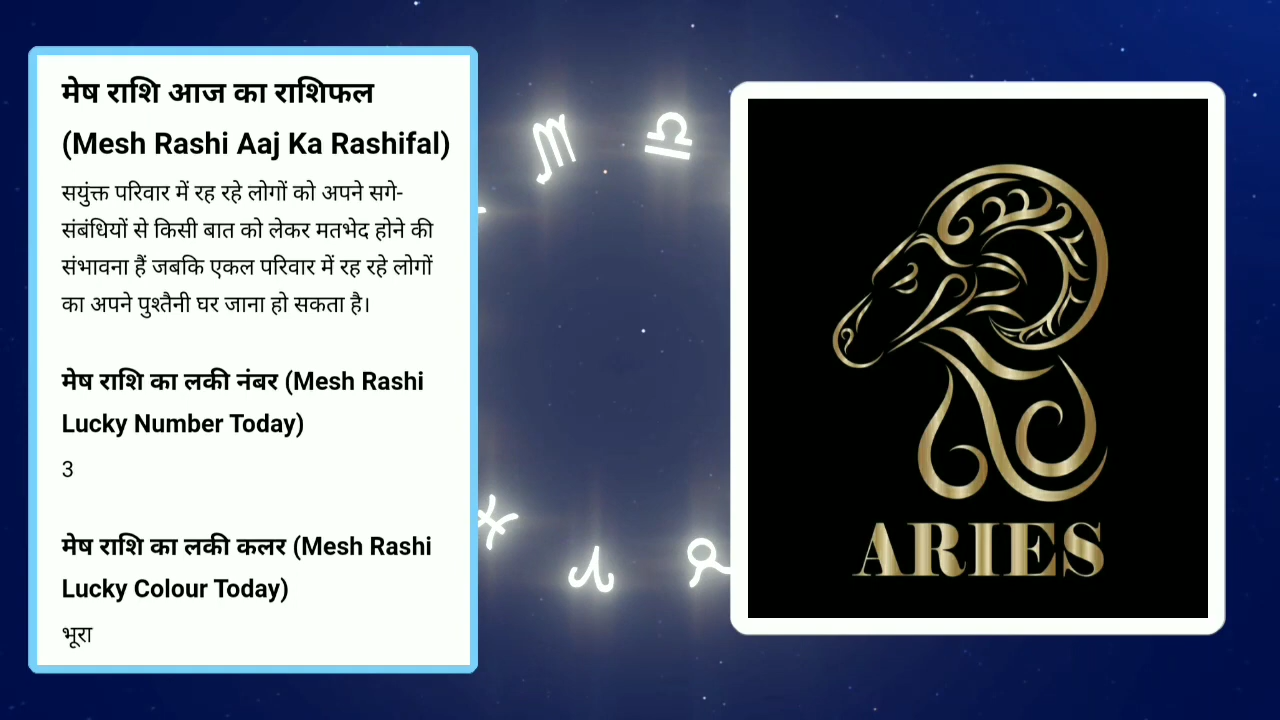 मेष राशि आज का राशिफल
(Mesh Rashi Aaj Ka Rashifal)
सयुंक्त परिवार में रह रहे लोगों को अपने सगे-
संबंधियों से किसी बात को लेकर मतभेद होने की
संभावना हैं जबकि एकल परिवार में रह रहे लोगों
का अपने पुश्तैनी घर जाना हो सकता है।
मेष राशि का लकी नंबर (Mesh Rashi
Lucky Number Today)
3
मेष राशि का लकी कलर (Mesh Rashi
Lucky Colour Today)
भूरा
ARIES